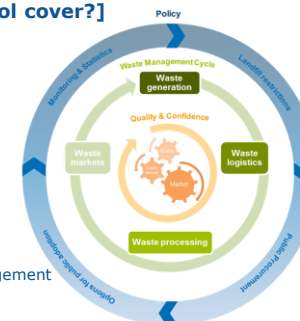 ol cover?]
Policy
Monitoring & Statistics
Landfill restrictions
Waste Management Cycle
Waste
generation
Quality & Confidence
Waste
markets
Waste
logistics
Market
Waste processing
gement
Options for public adoption
Public Procurement